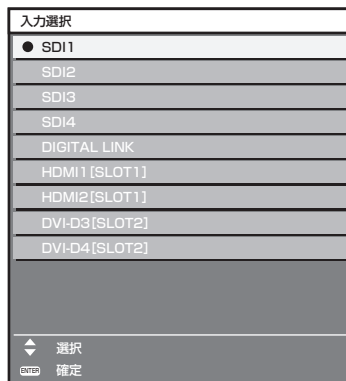 入力選択
SDI1
SDI2
SDI3
SDI4
DIGITAL LINK
HDMI1[SLOT1]
HDMI2[SLOT1]
DVI-D3[SLOT2]
DVI-D4[SLOT2]
選択
ENTER 確定